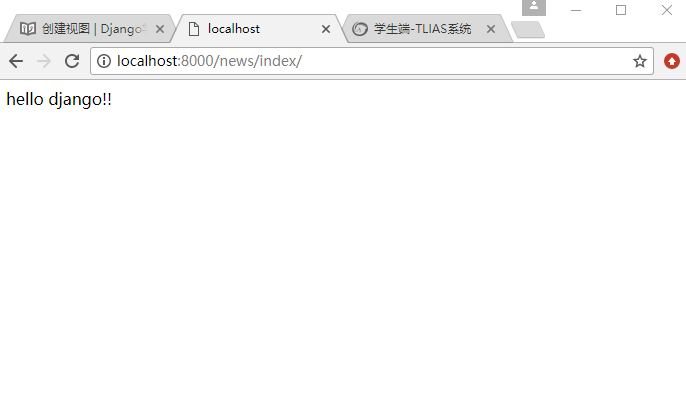 创建视图 | Django
localhost
学生端-TLIAS系统
localhost:8000/news/index/
hello django!!